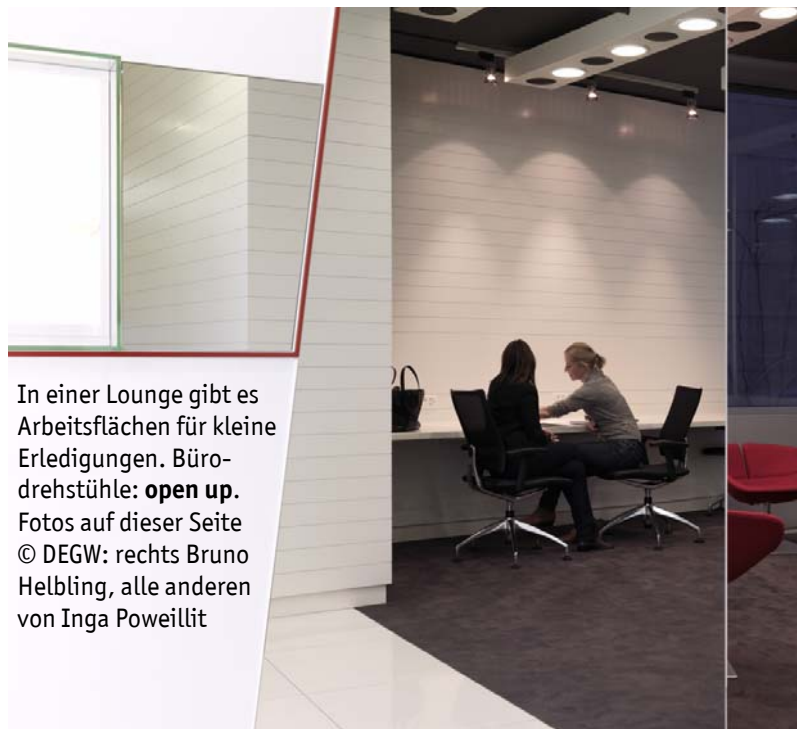 In einer Lounge gibt es
Arbeitsflächen für kleine
Erledigungen. Büro-
drehstühle: open up.
Fotos auf dieser Seite
© DEGW: rechts Bruno
Helbling, alle anderen
von Inga Poweillit